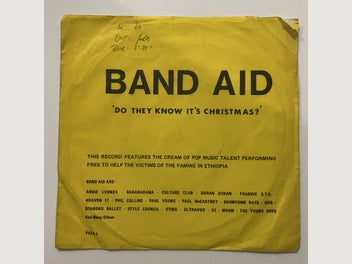 BAND AID
'DO THEY KNOW IT'S CHRISTMAS?'
THIS RECORD FEATURES THE CREAM OF POP MUSIC TALENT PERFORMING
FREE TO HELP THE VICTIMS OF THE FAMINE IN ETHIOPIA
BAND AID ARE:
ANNIE LENNOX - BANANARAMA - CULTURE CLUB - DURAN DURAN - FRANKIE G.T.H.
HEAVEN 17 - PHIL COLLINS - PAUL YOUNG - PAUL McCARTNEY - BOOMTOWN RATS -
SPANDAU BALLET - STYLE COUNCIL - STING - ULTRAVOX - U2 - WHAM - THE YOUNG ONES
And Many Others
FEED 1